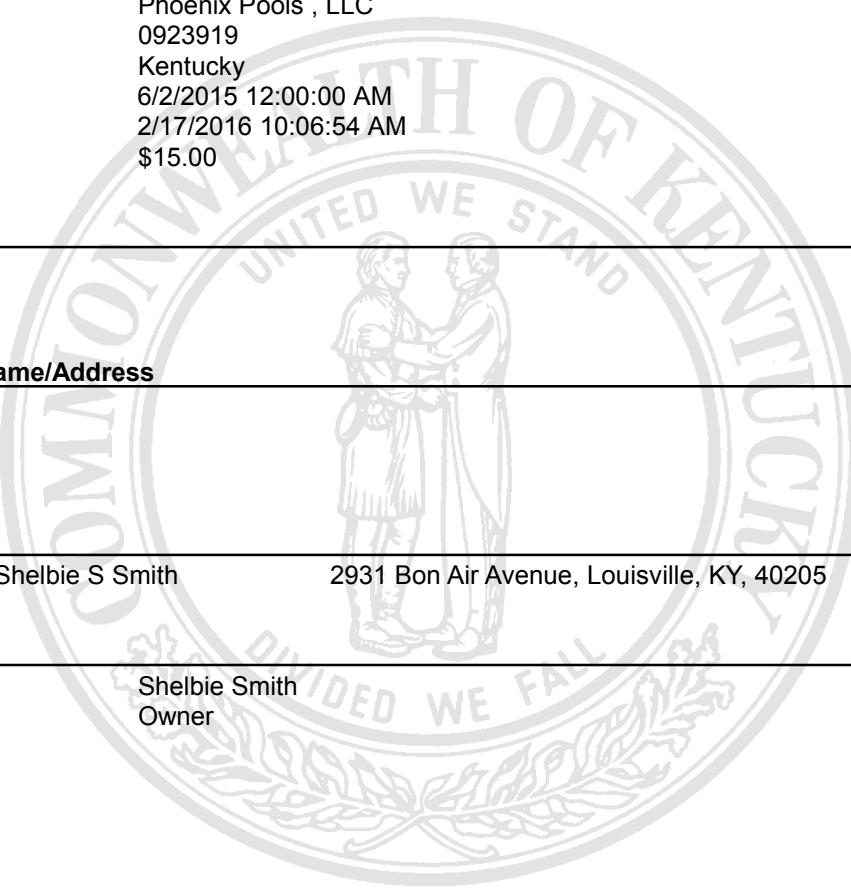 Phoenix Pools , LLC
0923919
Kentucky
6/2/2015 12:00:00 AM
2/17/2016 10:06:54 AM
$15.00
COMMONWEALTH OF KENTUCKY
UNITED WE STAND
ame/Address
Shelbie S Smith 2931 Bon Air Avenue, Louisville, KY, 40205
DIVIDED WE FALL
Shelbie Smith
Owner